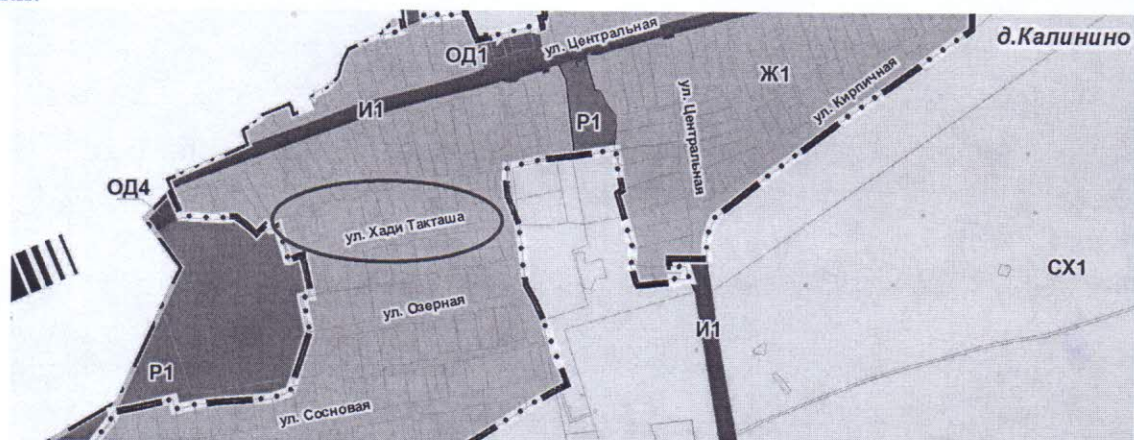 ул. Центральная
д.Калинино
ОД1
Ж1
И1
Р1
ул. Центральная
ул. Кирпичная
ОД4
ул. Хади Такташа
СХ1
ул. Озерная
И1
Р1
ул. Сосновая